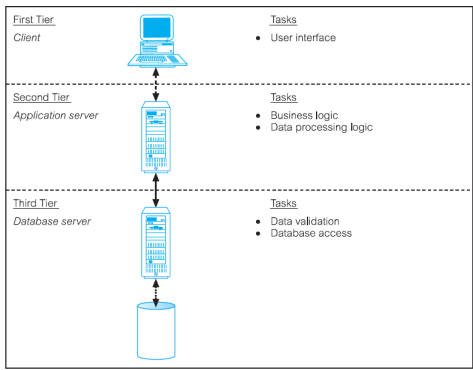 First Tier
Client
Tasks
• User interface
Second Tier
Application server
Tasks
• Business logic
• Data processing logic
Third Tier
Database server
Tasks
• Data validation
• Database access